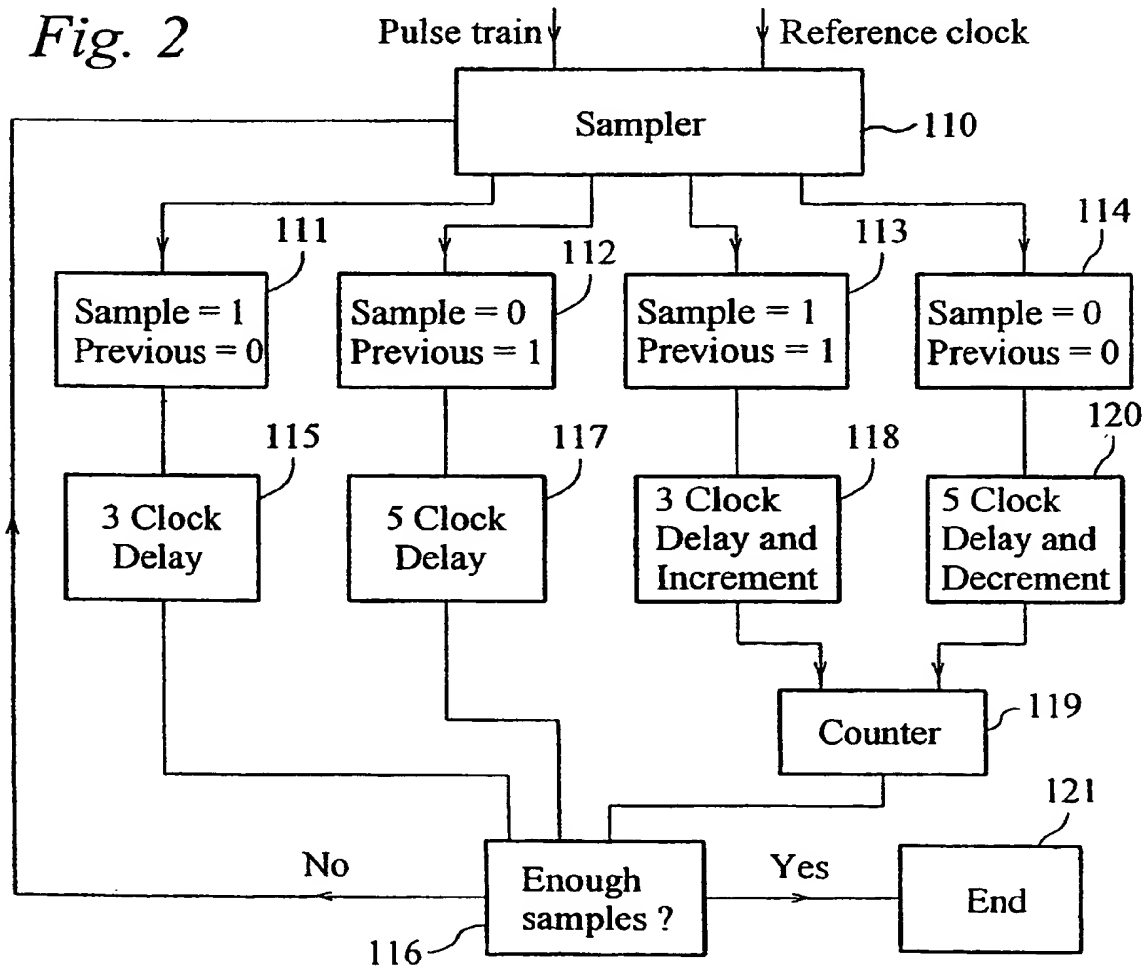 Fig. 2
Pulse train
Reference clock
Sampler
110
111
112
113
114
Sample = 1
Previous = 0
Sample = 0
Previous = 1
Sample = 1
Previous = 1
Sample = 0
Previous = 0
115
117
118
120
3 Clock
Delay
5 Clock
Delay
3 Clock
Delay and
Increment
5 Clock
Delay and
Decrement
Counter
119
121
No
Enough
samples ?
Yes
End
116